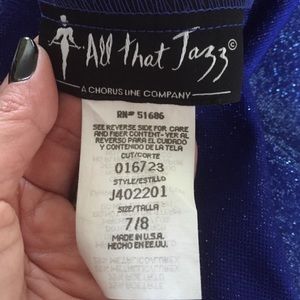 All that Jazz©
A CHORUS LINE COMPANY
RN# 51686
SEE REVERSE SIDE FOR CARE
AND FIBER CONTENT-VER AL
REVERSO PARA EL CUIDADO
Y CONTENIDO DE LA TELA
CUT/CORTE
016723
STYLE/ESTILLO
J402201
SIZE/TALLA
7/8
MADE IN U.S.A.
HECHO EN EE.UU.